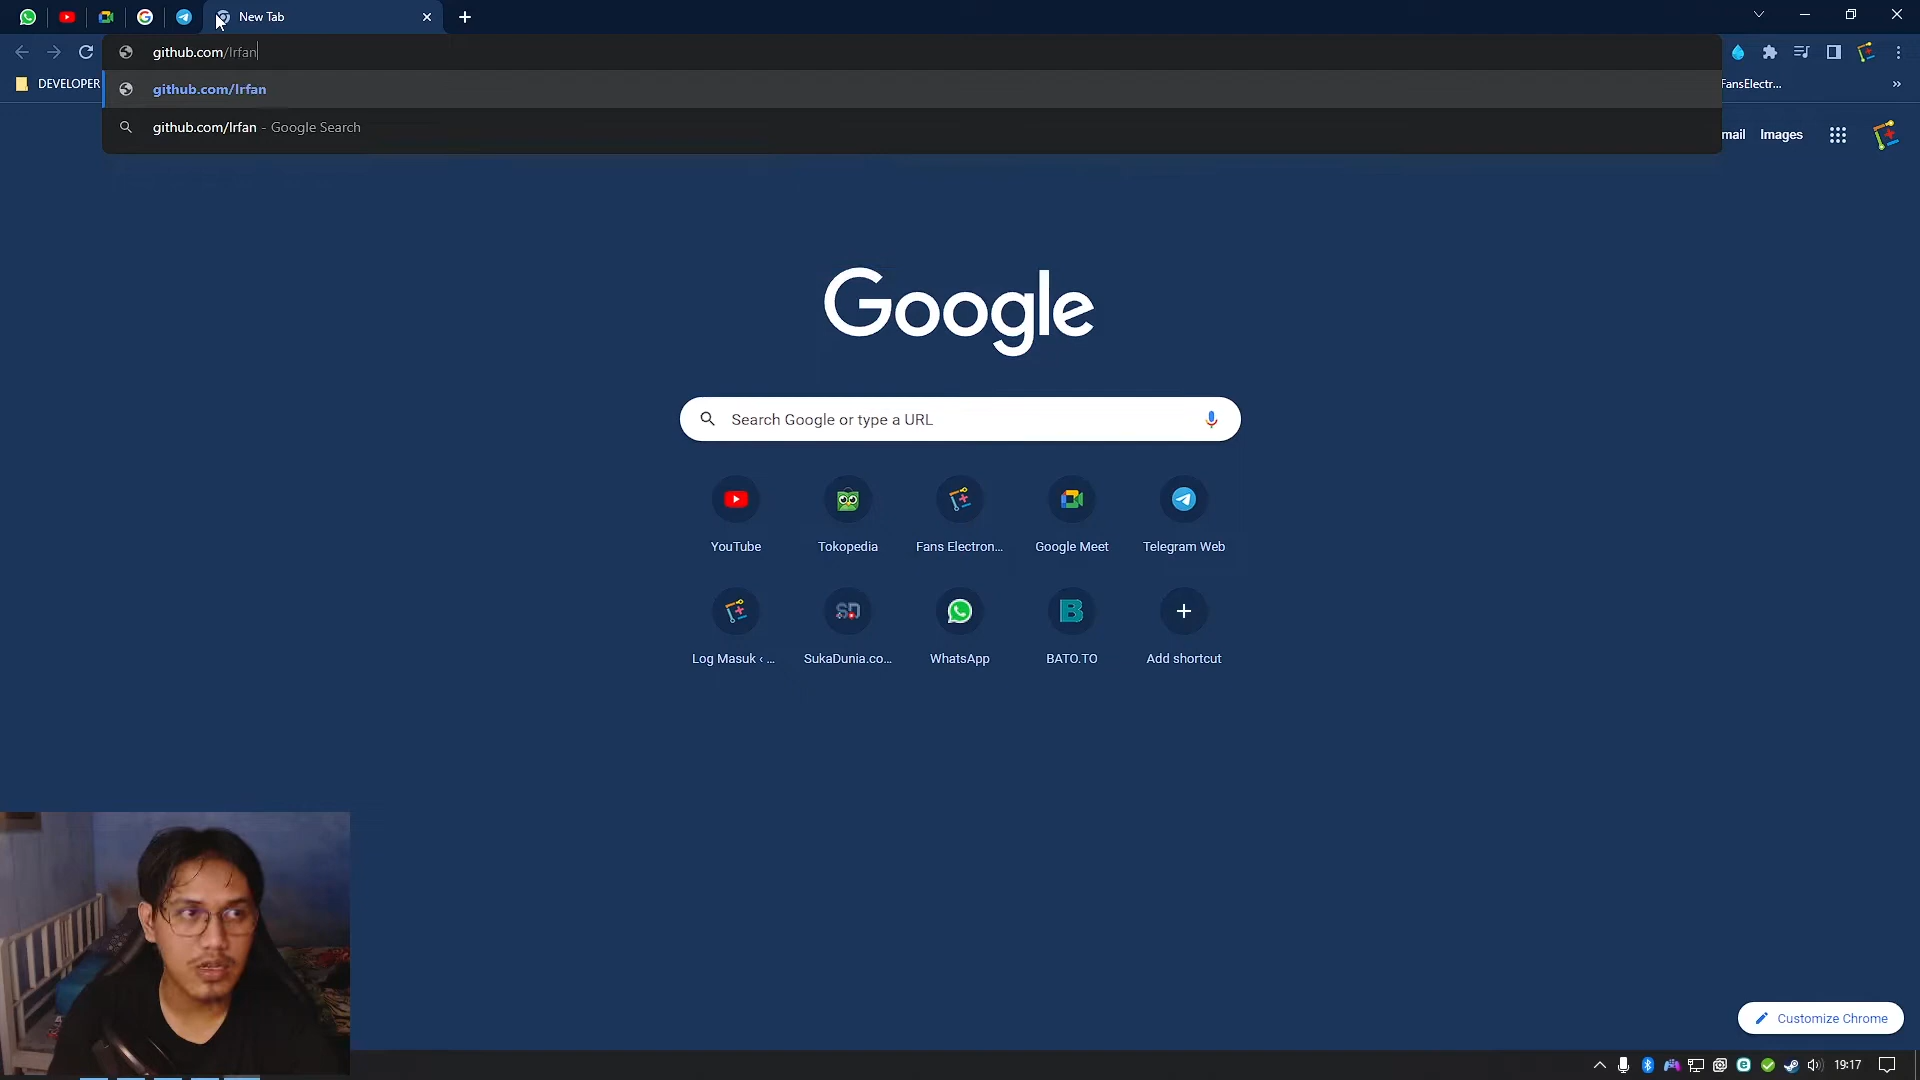 New Tab
github.com/Irfan
DEVELOPER
github.com/Irfan
FansElectr...
github.com/Irfan - Google Search
mail
Images
Google
Search Google or type a URL
YouTube
Tokopedia
Fans Electron...
Google Meet
Telegram Web
Log Masuk ‹ ...
SukaDunia.co...
WhatsApp
BATO.TO
Add shortcut
Customize Chrome
19:17